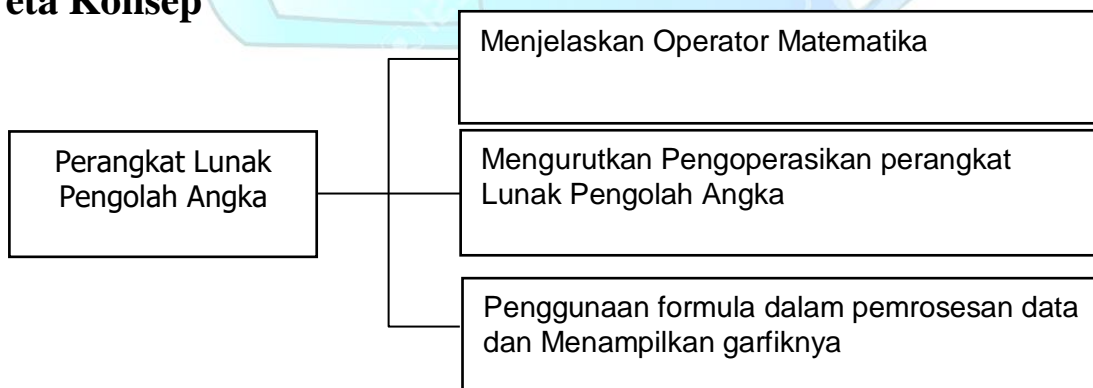 eta Konsep
Menjelaskan Operator Matematika
Perangkat Lunak
Pengolah Angka
Mengurutkan Pengoperasikan perangkat
Lunak Pengolah Angka
Penggunaan formula dalam pemrosesan data
dan Menampilkan garfiknya